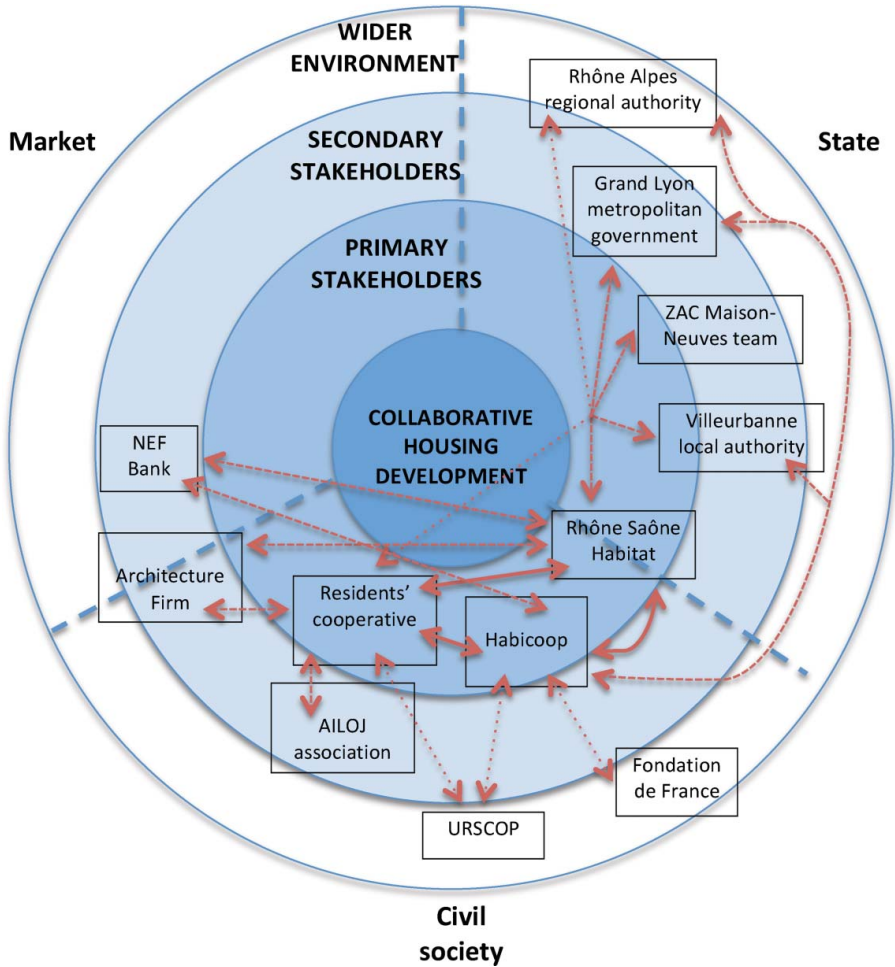 WIDER
ENVIRONMENT
Rhône Alpes
regional authority
Market
SECONDARY
STAKEHOLDERS
State
Grand Lyon
metropolitan
government
PRIMARY
STAKEHOLDERS
ZAC Maison-
Neuves team
COLLABORATIVE
HOUSING
DEVELOPMENT
Villeurbanne
local authority
NEF
Bank
Rhône Saône
Habitat
Architecture
Firm
Residents’
cooperative
Habicoop
AILOJ
association
Fondation
de France
URSCOP
Civil
society